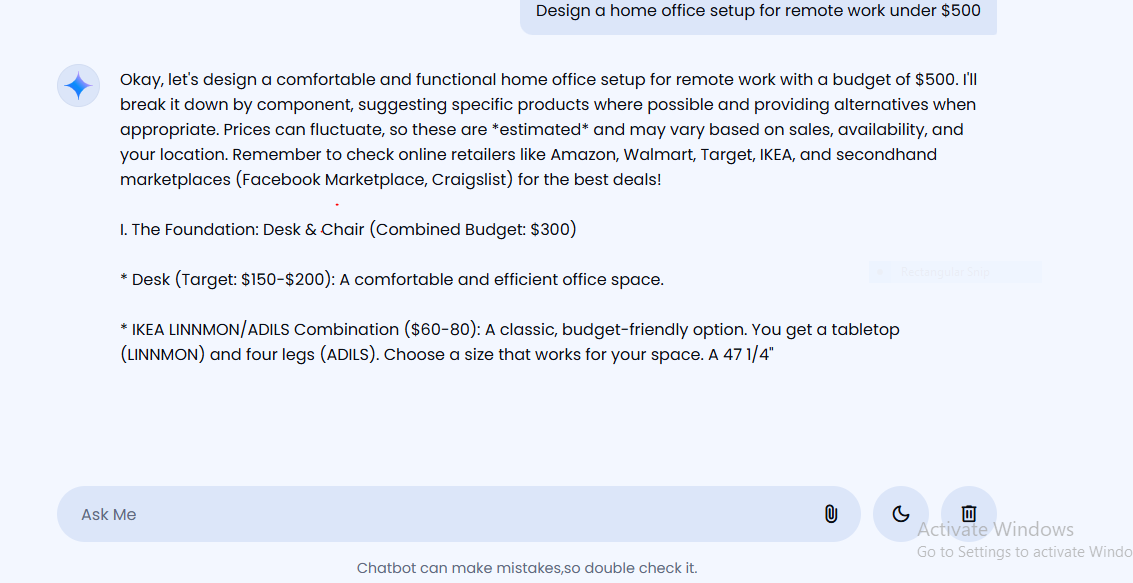 Design a home office setup for remote work under $500
Okay, let's design a comfortable and functional home office setup for remote work with a budget of $500. I'll
break it down by component, suggesting specific products where possible and providing alternatives when
appropriate. Prices can fluctuate, so these are *estimated* and may vary based on sales, availability, and
your location. Remember to check online retailers like Amazon, Walmart, Target, IKEA, and secondhand
marketplaces (Facebook Marketplace, Craigslist) for the best deals!
I. The Foundation: Desk & Chair (Combined Budget: $300)
* Desk (Target: $150-$200): A comfortable and efficient office space.
Rectangular Snip
* IKEA LINNMON/ADILS Combination ($60-80): A classic, budget-friendly option. You get a tabletop
(LINNMON) and four legs (ADILS). Choose a size that works for your space. A 47 1/4"
Ask Me
Activate Windows
Go to Settings to activate Windo
Chatbot can make mistakes,so double check it.